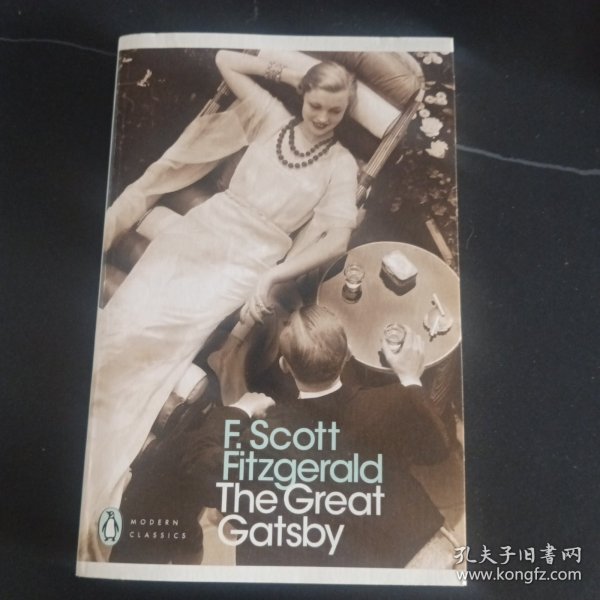 F. Scott
Fitzgerald
The Great
Gatsby
MODERN
CLASSICS
孔夫子旧书网
www.kongfz.com